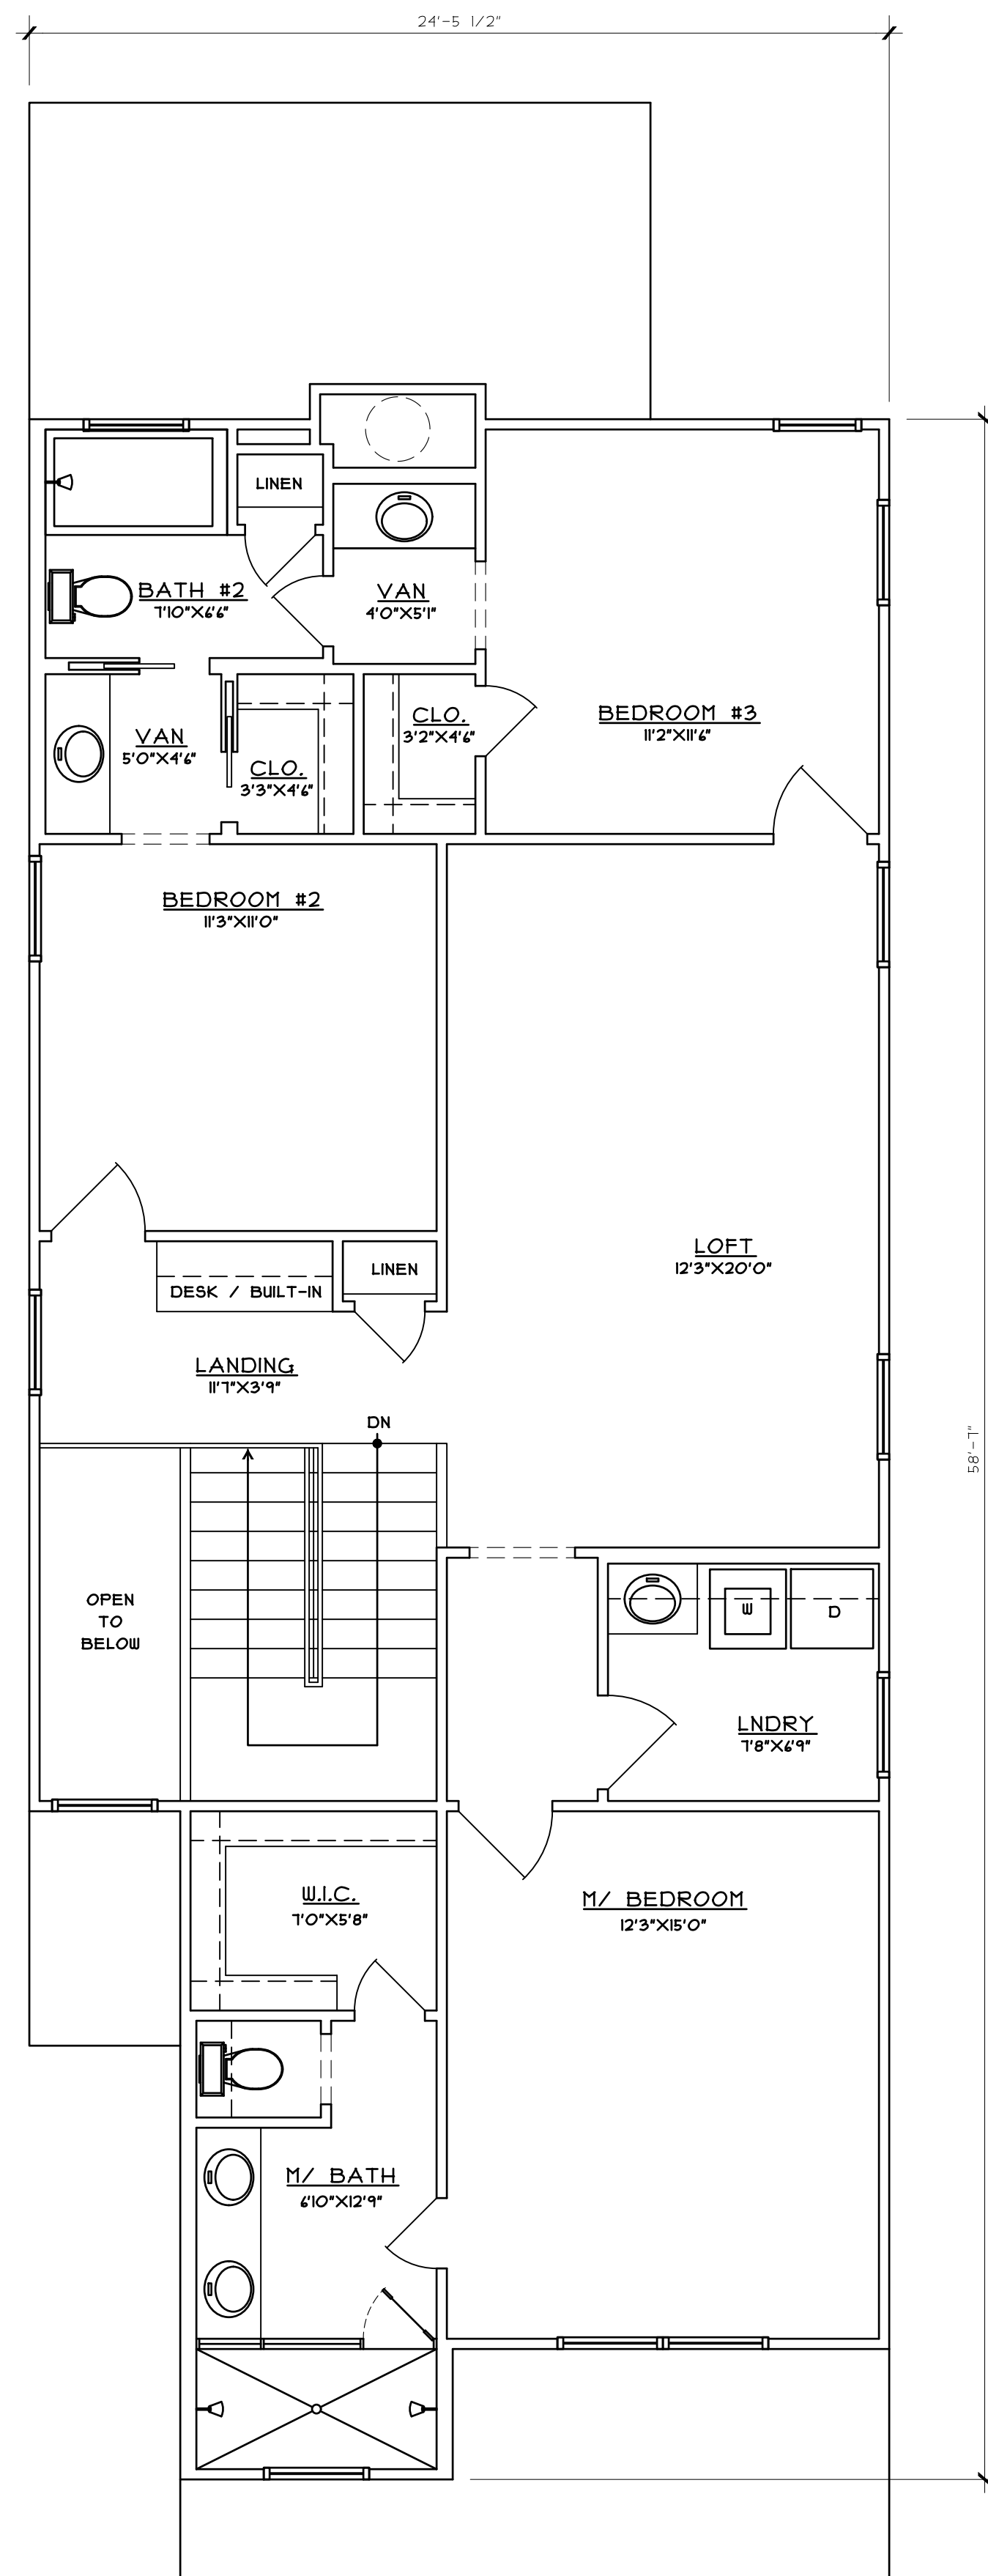 24'-5 1/2"
LINEN
BATH #2
7'10"X6'6"
VAN
4'0"X5'1"
CLO.
3'2"X4'6"
BEDROOM #3
11'2"X11'6"
VAN
5'0"X4'6"
CLO.
3'3"X4'6"
BEDROOM #2
11'3"X11'0"
LOFT
12'3"X20'0"
LINEN
DESK / BUILT-IN
LANDING
11'7"X3'9"
DN
58'-7"
OPEN
TO
BELOW
W
D
LNDRY
7'8"X6'9"
W.I.C.
7'0"X5'8"
M/ BEDROOM
12'3"X15'0"
M/ BATH
6'10"X12'9"